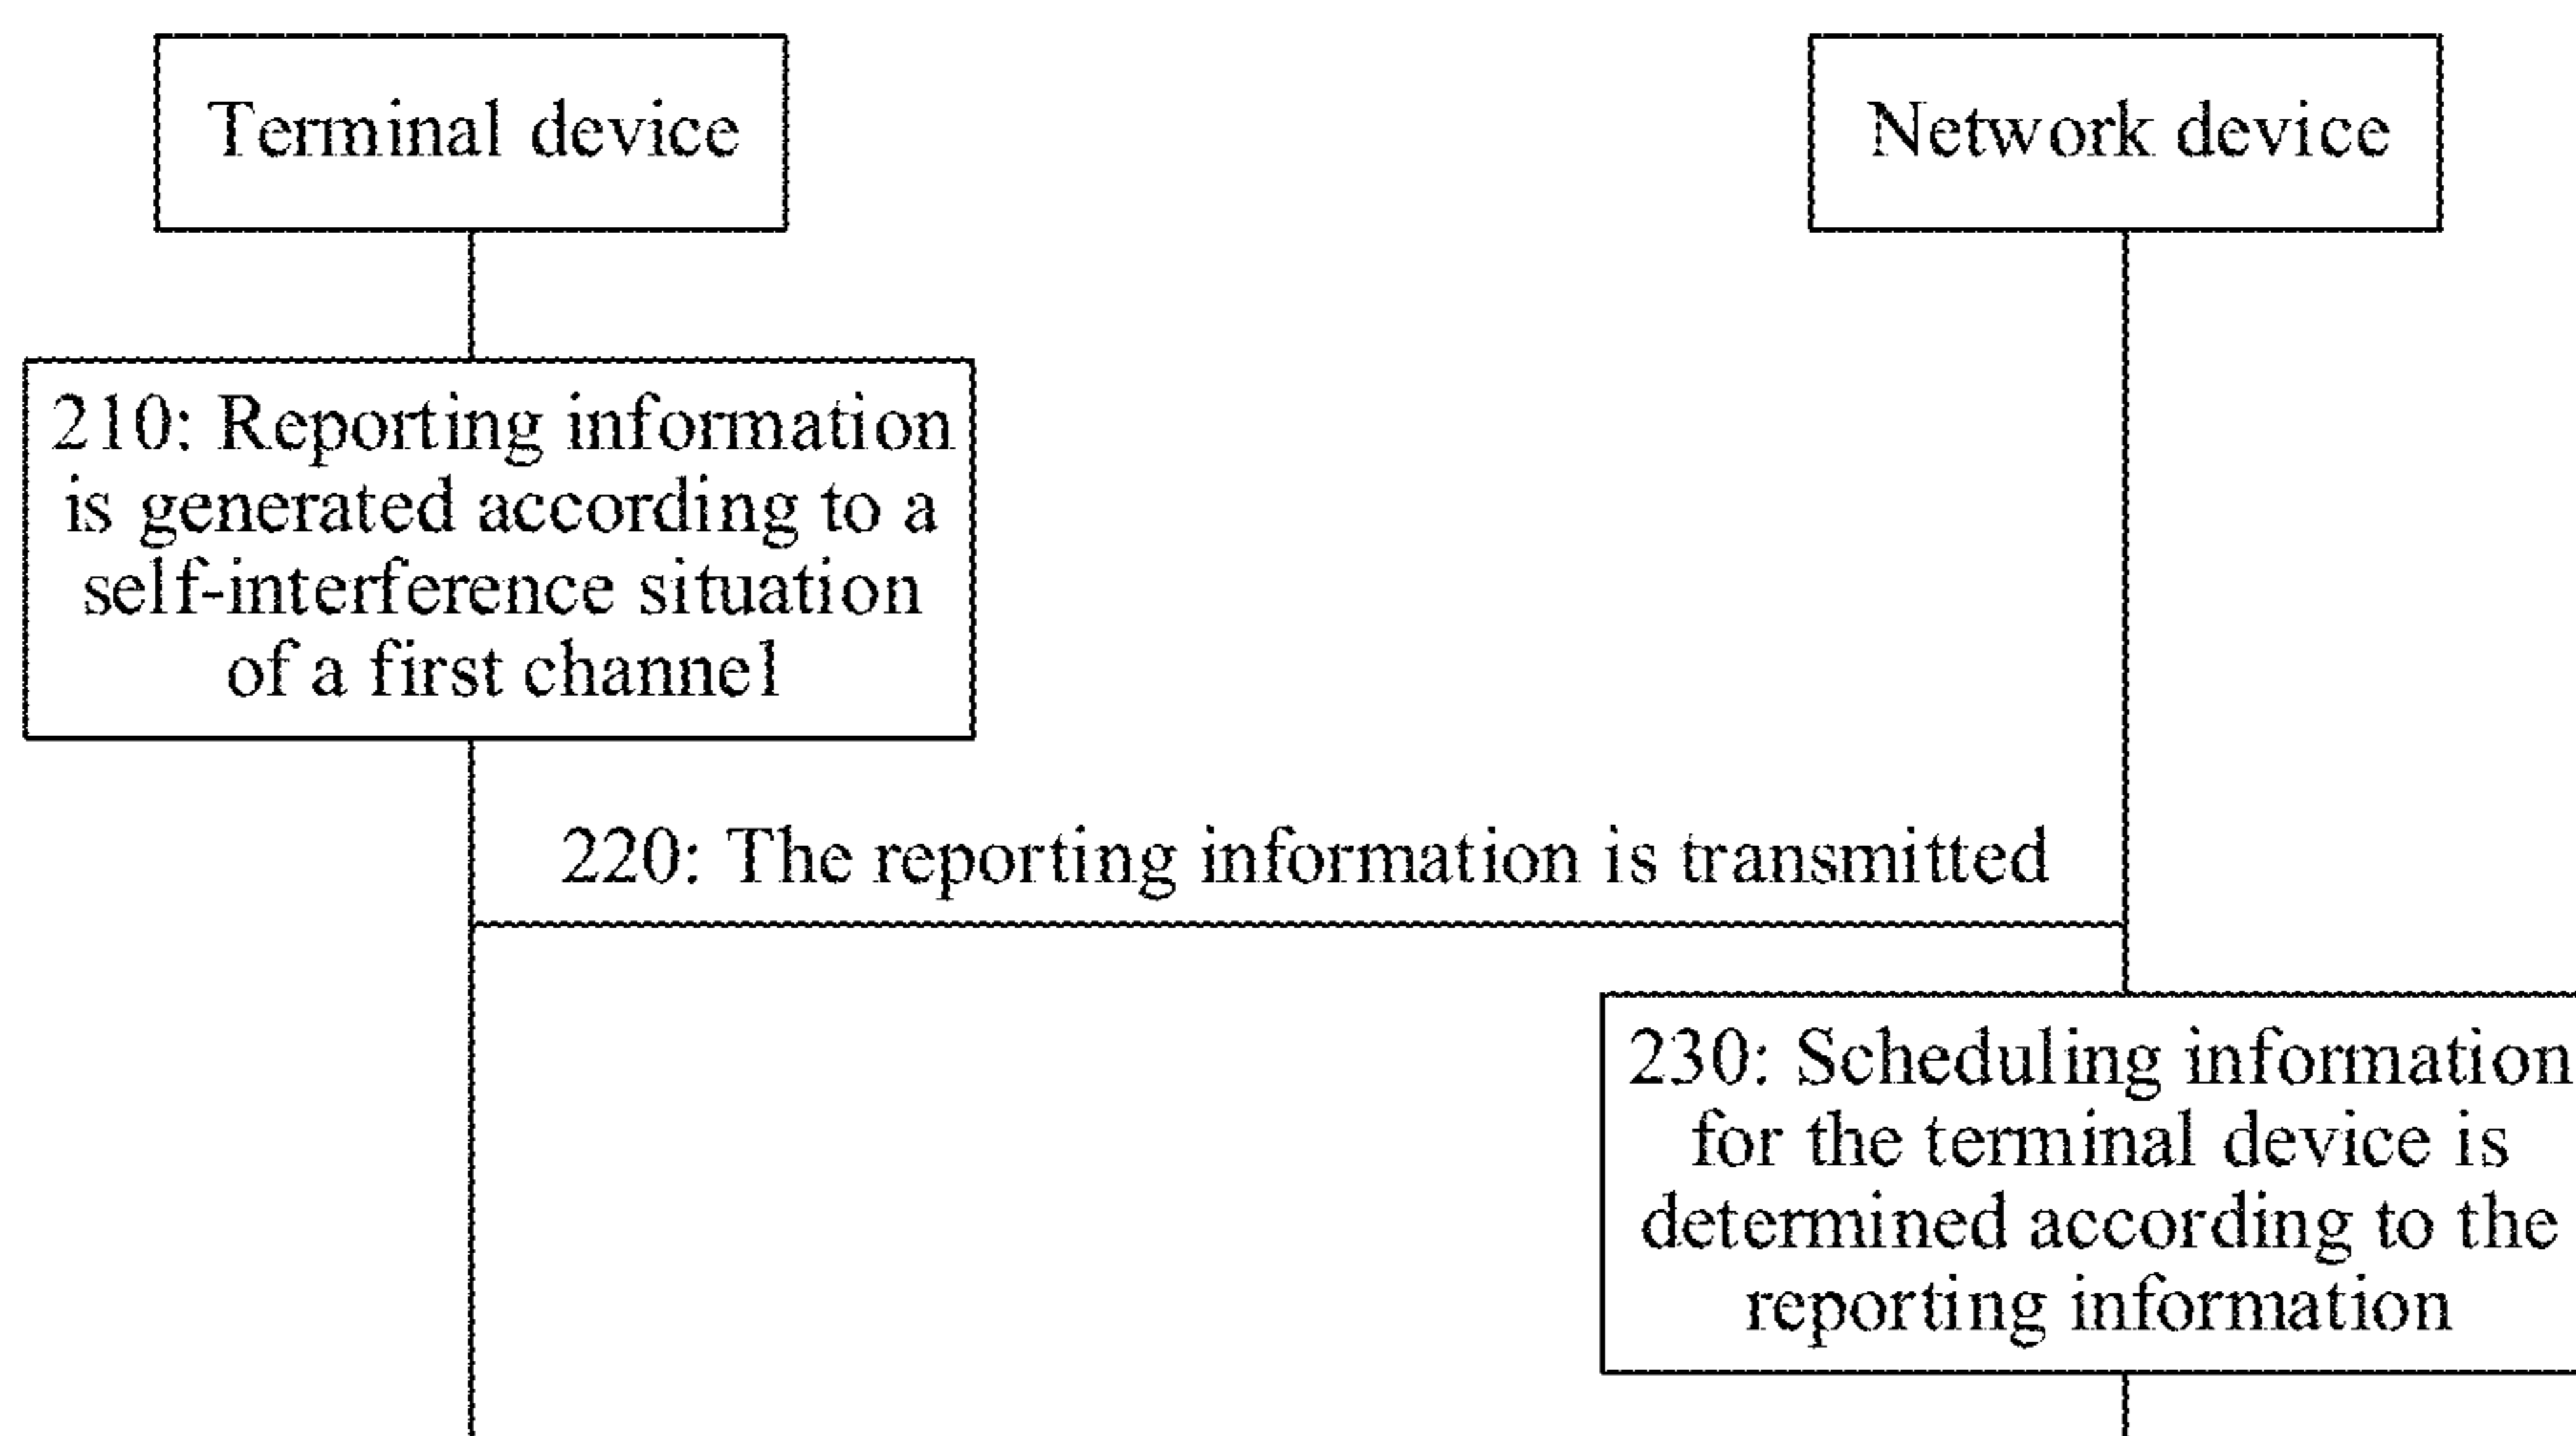 Terminal device
Network device
210: Reporting information
is generated according to a
self-interference situation
of a first channel
220: The reporting information is transmitted
230: Scheduling information
for the terminal device is
determined according to the
reporting information